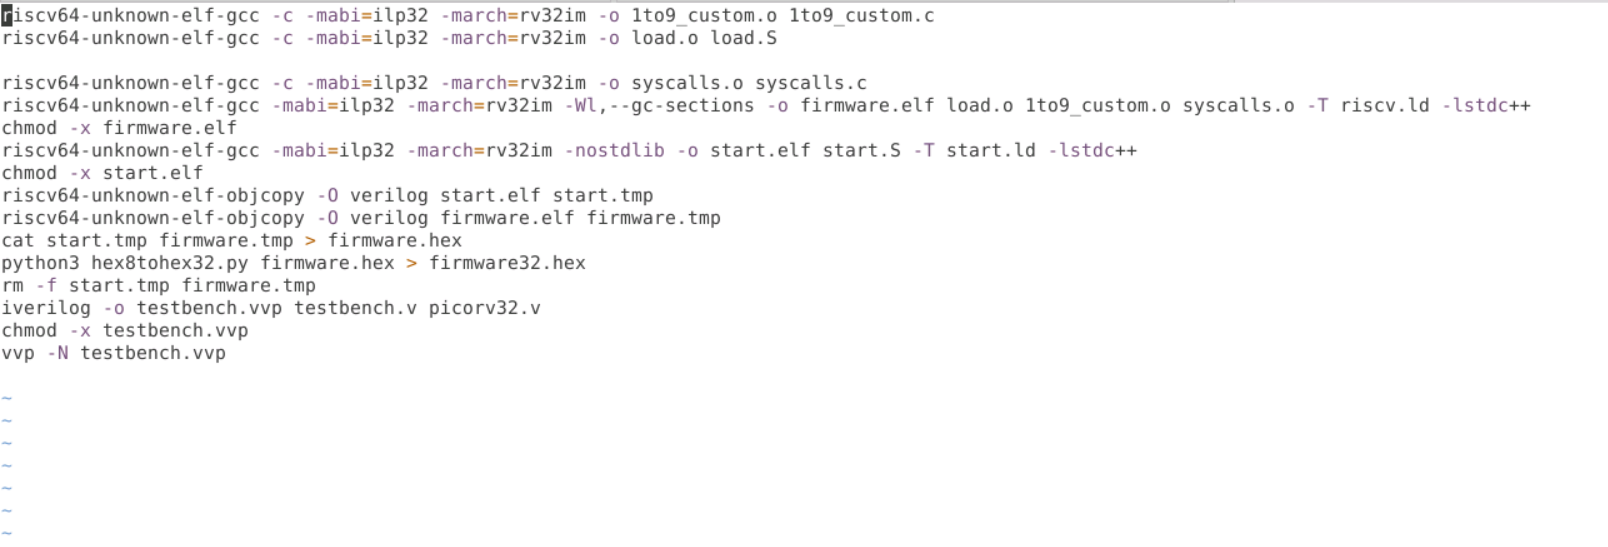 riscv64-unknown-elf-gcc -c -mabi=ilp32 -march=rv32im -o 1to9_custom.o 1to9_custom.c
riscv64-unknown-elf-gcc -c -mabi=ilp32 -march=rv32im -o load.o load.S
riscv64-unknown-elf-gcc -c -mabi=ilp32 -march=rv32im -o syscalls.o syscalls.c
riscv64-unknown-elf-gcc -mabi=ilp32 -march=rv32im -Wl,--gc-sections -o firmware.elf load.o 1to9_custom.o syscalls.o -T riscv.ld -lstdc++
chmod -x firmware.elf
riscv64-unknown-elf-gcc -mabi=ilp32 -march=rv32im -nostdlib -o start.elf start.S -T start.ld -lstdc++
chmod -x start.elf
riscv64-unknown-elf-objcopy -O verilog start.elf start.tmp
riscv64-unknown-elf-objcopy -O verilog firmware.elf firmware.tmp
cat start.tmp firmware.tmp > firmware.hex
python3 hex8tohex32.py firmware.hex > firmware32.hex
rm -f start.tmp firmware.tmp
iverilog -o testbench.vvp testbench.v picorv32.v
chmod -x testbench.vvp
vvp -N testbench.vvp
~
~
~
~
~
~
~